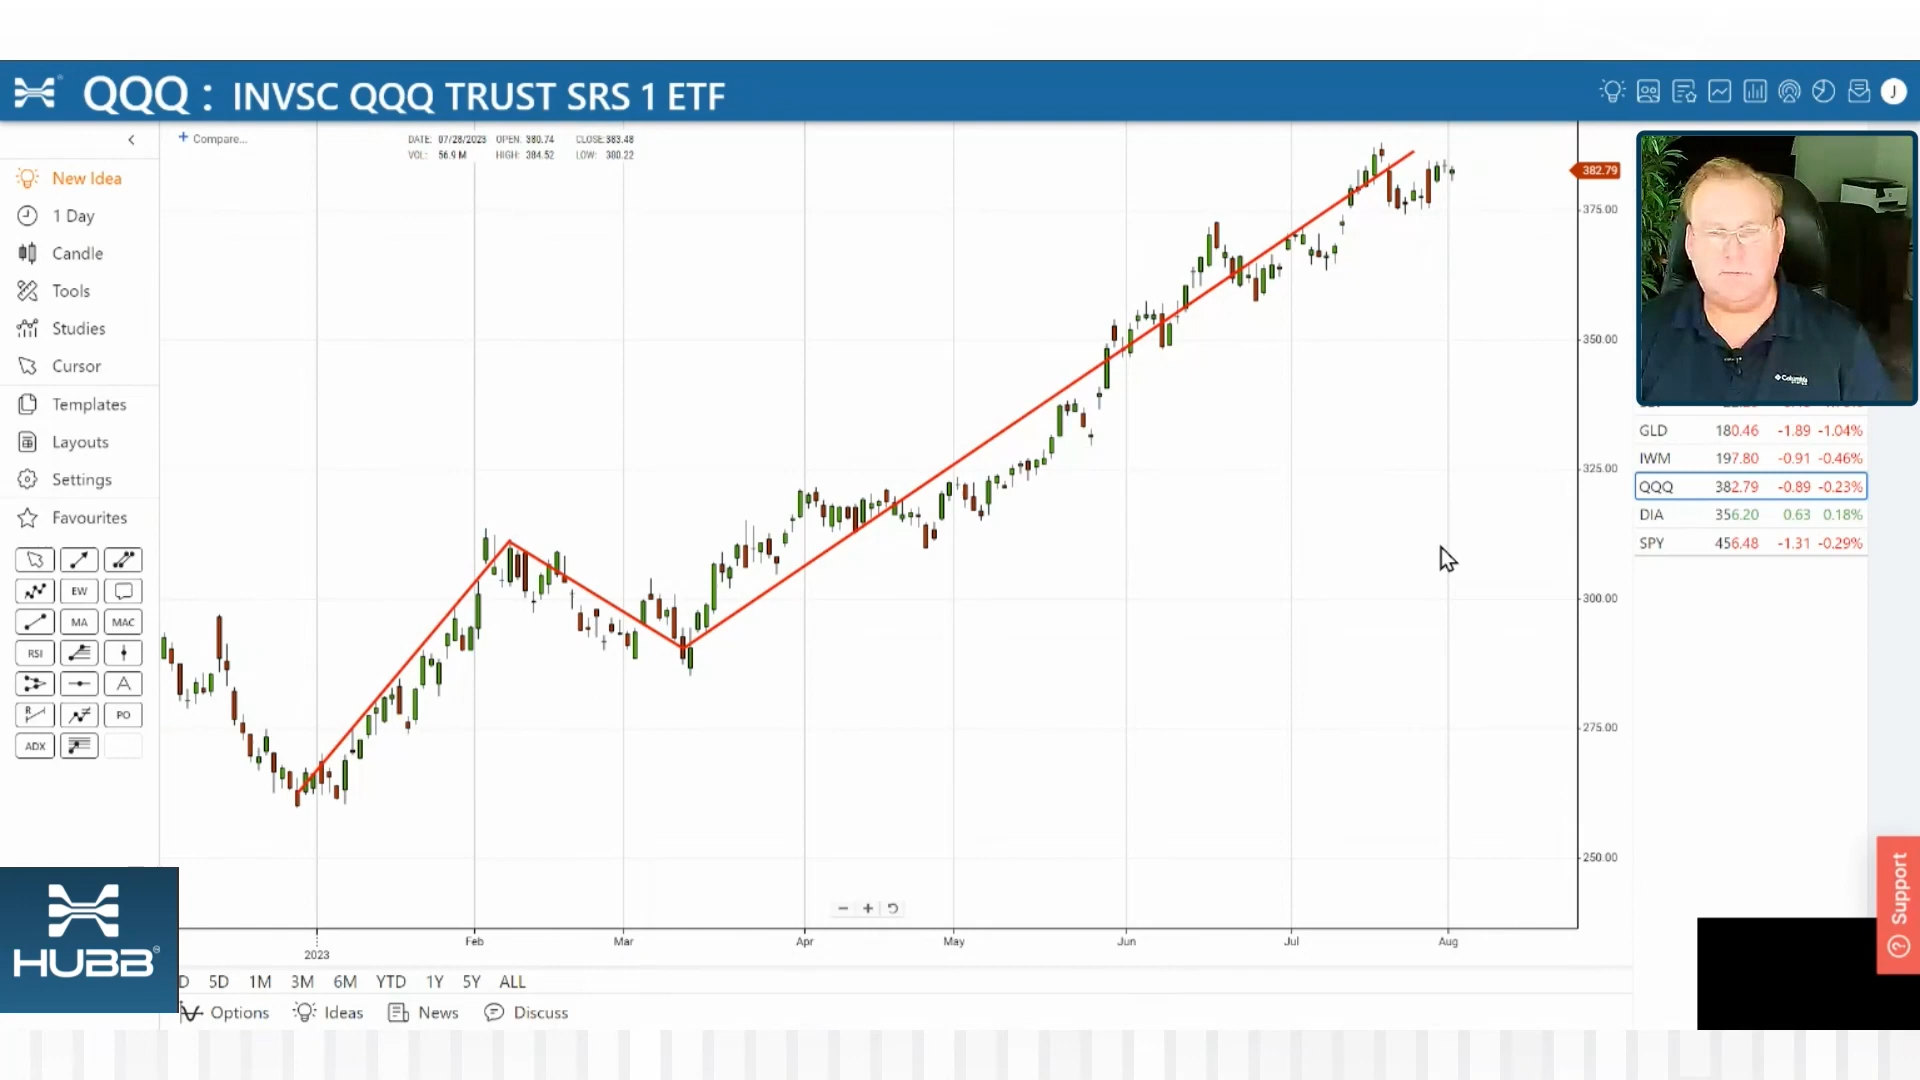 QQQ : INVSC QQQ TRUST SRS 1 ETF
J
+ Compare...
DATE: 07/28/2023 OPEN: 380.74 CLOSE:383.48
VOL: 56.9 M HIGH: 384.52 LOW: 380.22
New Idea
1 Day
Candle
Tools
Studies
Cursor
Templates
Layouts
Settings
Favourites
EW
MA MAC
RSI
A
R
PO
ADX
382.79
375.00
350.00
325.00
300.00
275.00
250.00
Columbia
GLD 180.46 -1.89 -1.04%
IWM 197.80 -0.91 -0.46%
QQQ 382.79 -0.89 -0.23%
DIA 356.20 0.63 0.18%
SPY 456.48 -1.31 -0.29%
Support
2023 Feb Mar Apr May Jun Jul Aug
D 5D 1M 3M 6M YTD 1Y 5Y ALL
Options Ideas News Discuss
HUBB